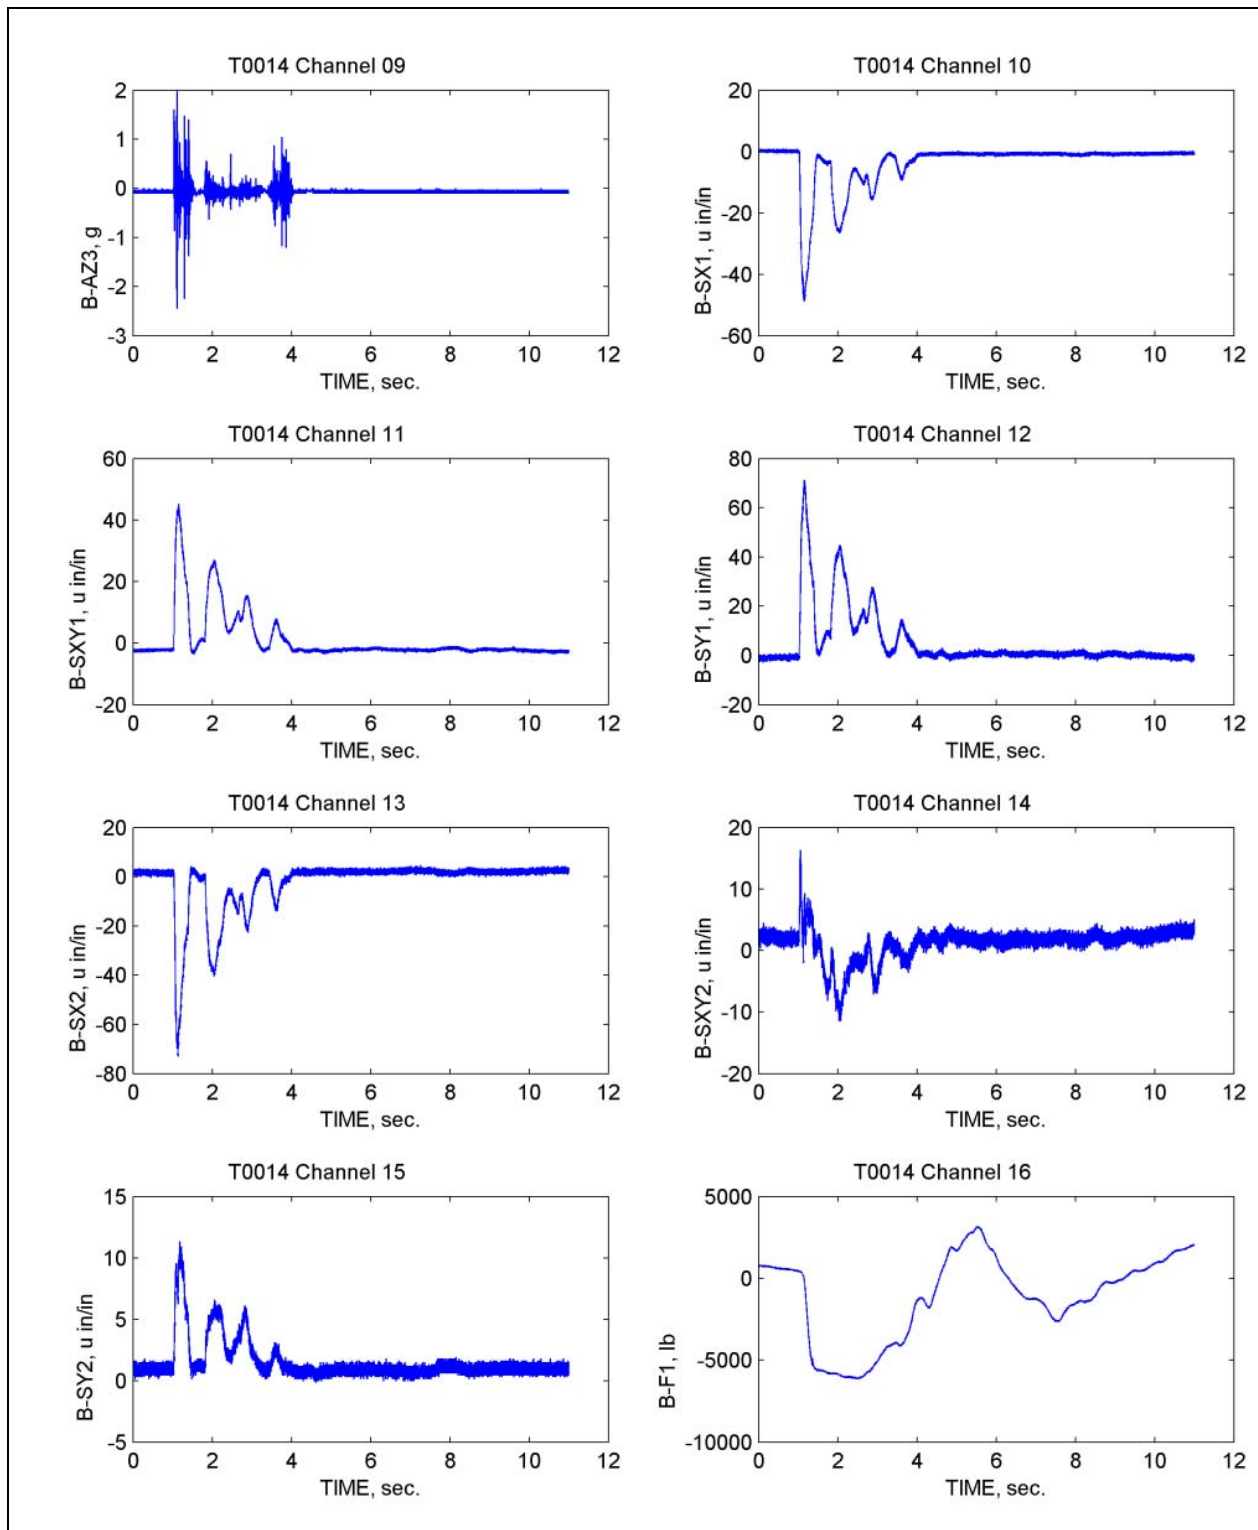 T0014 Channel 09
2
1
0
-1
-2
-3
B-AZ3, g
0 2 4 6 8 10 12
TIME, sec.
T0014 Channel 10
20
0
-20
-40
-60
B-SX1, u in/in
0 2 4 6 8 10 12
TIME, sec.
T0014 Channel 11
60
40
20
0
-20
B-SXY1, u in/in
0 2 4 6 8 10 12
TIME, sec.
T0014 Channel 12
80
60
40
20
0
-20
B-SY1, u in/in
0 2 4 6 8 10 12
TIME, sec.
T0014 Channel 13
20
0
-20
-40
-60
-80
B-SX2, u in/in
0 2 4 6 8 10 12
TIME, sec.
T0014 Channel 14
20
10
0
-10
-20
B-SXY2, u in/in
0 2 4 6 8 10 12
TIME, sec.
T0014 Channel 15
15
10
5
0
-5
B-SY2, u in/in
0 2 4 6 8 10 12
TIME, sec.
T0014 Channel 16
5000
0
-5000
-10000
B-F1, lb
0 2 4 6 8 10 12
TIME, sec.